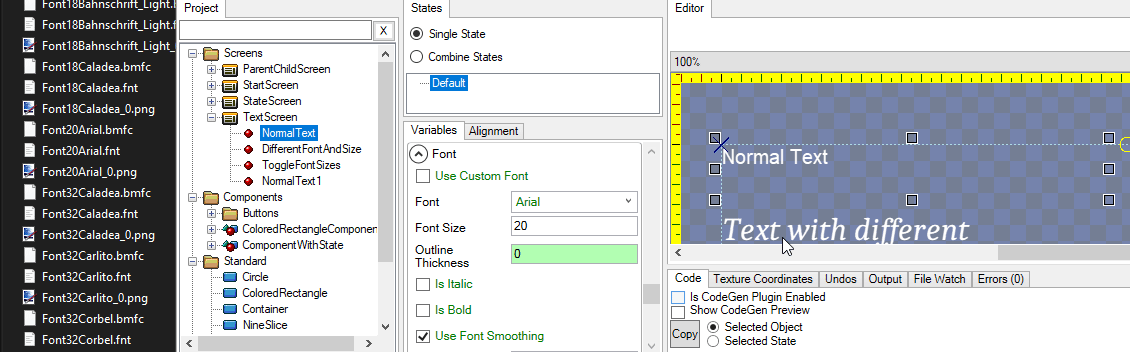 Font18Bahnschrift_Light.
Font18Bahnschrift_Light.f
Font18Bahnschrift_Light_
Font18Caladea.bmfc
Font18Caladea.fnt
Font18Caladea_0.png
Font20Arial.bmfc
Font20Arial.fnt
Font20Arial_0.png
Font32Caladea.bmfc
Font32Caladea.fnt
Font32Caladea_0.png
Font32Carlito.bmfc
Font32Carlito.fnt
Font32Carlito_0.png
Font32Corbel.bmfc
Font32Corbel.fnt
Project
X
Screens
ParentChildScreen
StartScreen
StateScreen
TextScreen
NormalText
DifferentFontAndSize
ToggleFontSizes
NormalText1
Components
Buttons
ColoredRectangleComponen
ComponentWithState
Standard
Circle
ColoredRectangle
Container
NineSlice
States
Single State
Combine States
Default
Variables Alignment
Font
Use Custom Font
Font Arial
Font Size 20
Outline
Thickness 0
Is Italic
Is Bold
Use Font Smoothing
Editor
100%
Normal Text
Text with different
Code Texture Coordinates Undos Output File Watch Errors (0)
Is CodeGen Plugin Enabled
Show CodeGen Preview
Copy
Selected Object
Selected State